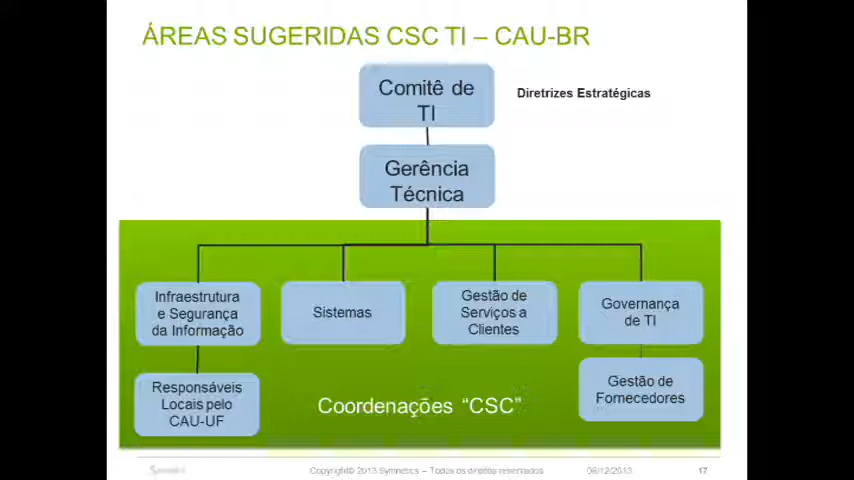 ÁREAS SUGERIDAS CSC TI – CAU-BR
Comitê de
TI
Diretrizes Estratégicas
Gerência
Técnica
Infraestrutura
e Segurança
da Informação
Sistemas
Gestão de
Serviços a
Clientes
Governança
de TI
Responsáveis
Locais pelo
CAU-UF
Coordenações “CSC”
Gestão de
Fornecedores
Copyright© 2013 Symnetics – Todos os direitos reservados
06/12/2013
17